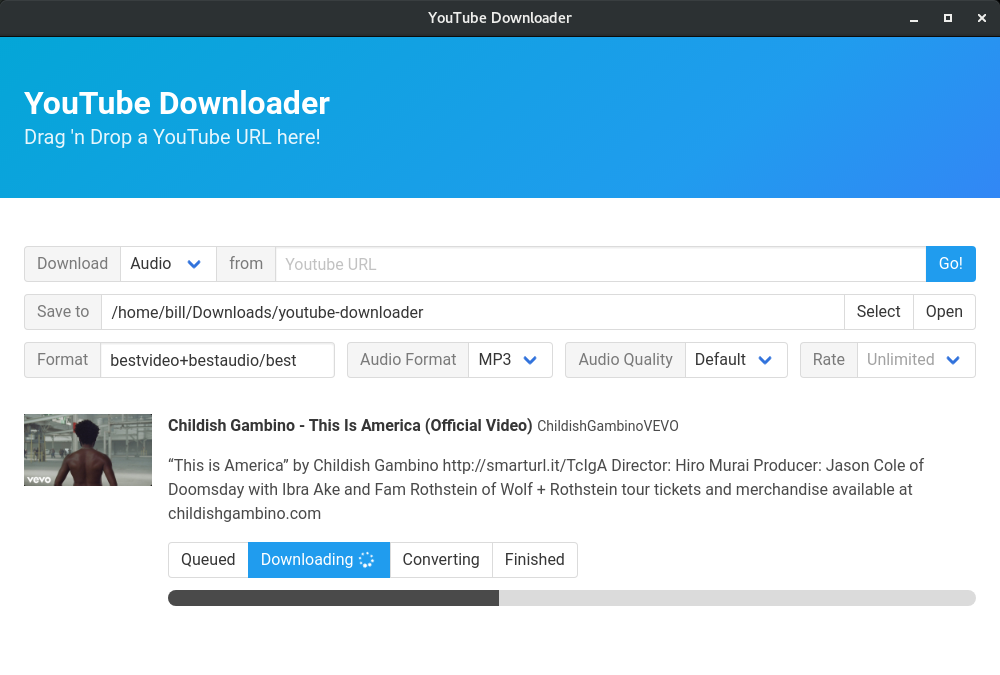 YouTube Downloader
YouTube Downloader
Drag 'n Drop a YouTube URL here!
Download Audio from Youtube URL Go!
Save to /home/bill/Downloads/youtube-downloader Select Open
Format bestvideo+bestaudio/best Audio Format MP3 Audio Quality Default Rate Unlimited
Childish Gambino - This Is America (Official Video) ChildishGambinoVEVO
“This is America” by Childish Gambino http://smarturl.it/TcIgA Director: Hiro Murai Producer: Jason Cole of
Doomsday with Ibra Ake and Fam Rothstein of Wolf + Rothstein tour tickets and merchandise available at
childishgambino.com
vevo
Queued Downloading Converting Finished